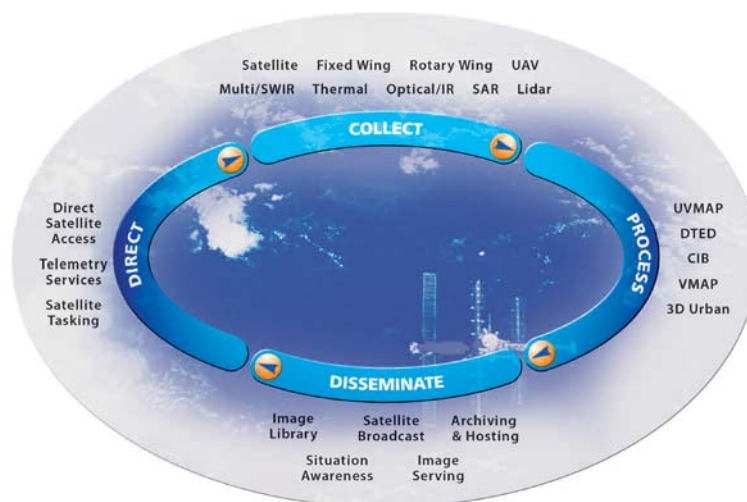 Satellite Fixed Wing Rotary Wing UAV
Multi/SWIR Thermal Optical/IR SAR Lidar
COLLECT
DIRECT
Direct
Satellite
Access
Telemetry
Services
Satellite
Tasking
PROCESS
UVMAP
DTED
CIB
VMAP
3D Urban
DISSEMINATE
Image
Library
Satellite
Broadcast
Archiving
& Hosting
Situation
Awareness
Image
Serving